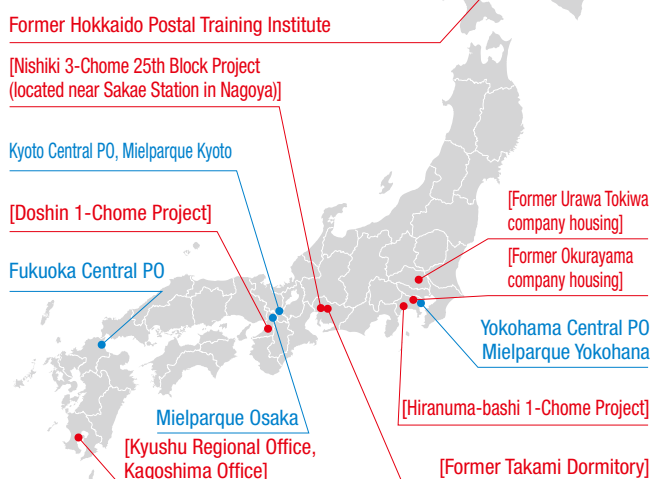 Former Hokkaido Postal Training Institute
[Nishiki 3-Chome 25th Block Project
(located near Sakae Station in Nagoya)]
Kyoto Central PO, Mielparque Kyoto
[Doshin 1-Chome Project]
Fukuoka Central PO
[Former Urawa Tokiwa
company housing]
[Former Okurayama
company housing]
Yokohama Central PO
Mielparque Yokohana
[Hiranuma-bashi 1-Chome Project]
Mielparque Osaka
[Kyushu Regional Office,
Kagoshima Office]
[Former Takami Dormitory]